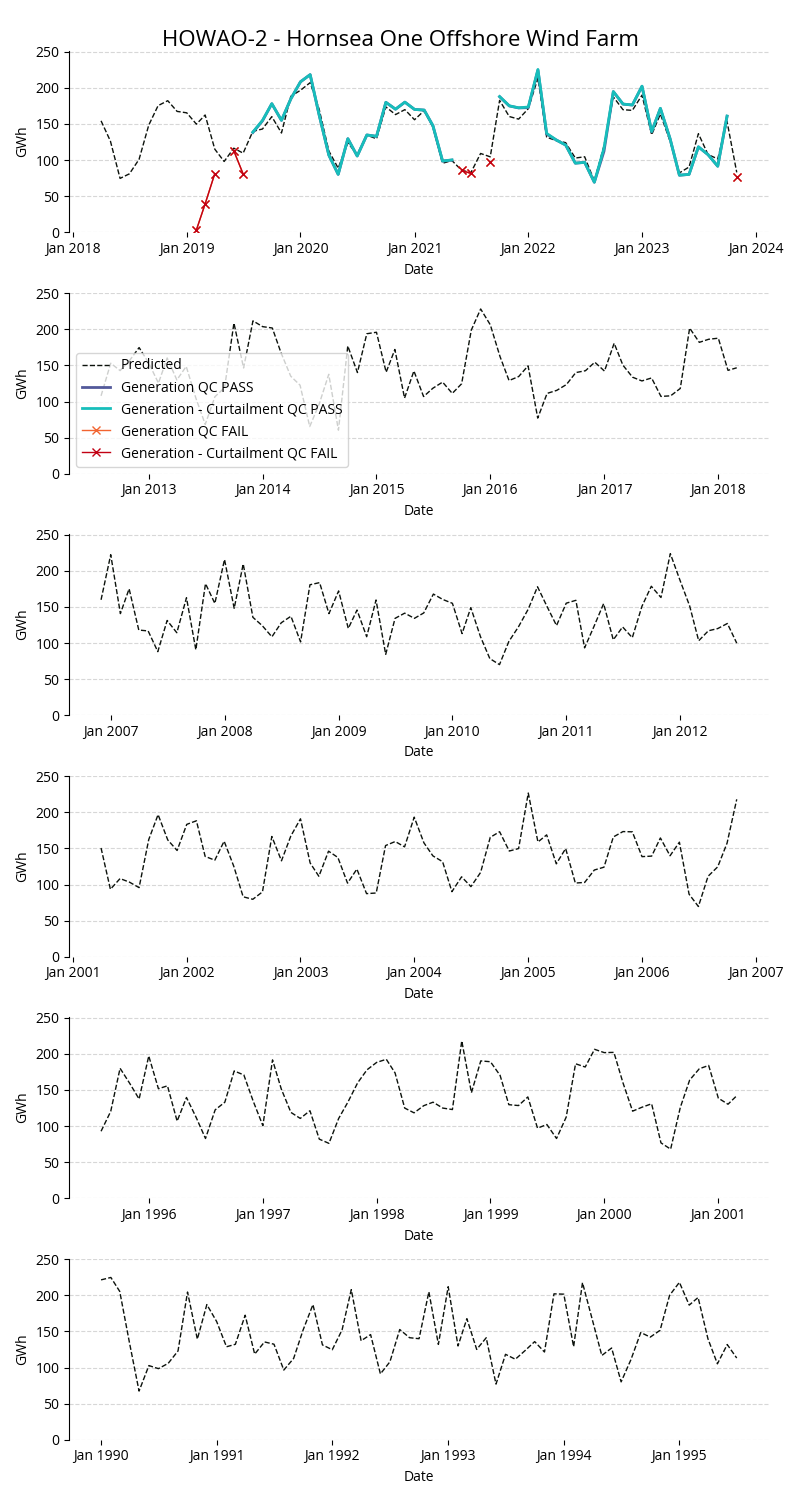 HOWAO-2 - Hornsea One Offshore Wind Farm
250
200
150
100
50
0
GWh
Jan 2018 Jan 2019 Jan 2020 Jan 2021 Jan 2022 Jan 2023 Jan 2024
Date
250
200
150
100
50
0
GWh
Predicted
Generation QC PASS
Generation - Curtailment QC PASS
Generation QC FAIL
Generation - Curtailment QC FAIL
Jan 2013 Jan 2014 Jan 2015 Jan 2016 Jan 2017 Jan 2018
Date
250
200
150
100
50
0
GWh
Jan 2007 Jan 2008 Jan 2009 Jan 2010 Jan 2011 Jan 2012
Date
250
200
150
100
50
0
GWh
Jan 2001 Jan 2002 Jan 2003 Jan 2004 Jan 2005 Jan 2006 Jan 2007
Date
250
200
150
100
50
0
GWh
Jan 1996 Jan 1997 Jan 1998 Jan 1999 Jan 2000 Jan 2001
Date
250
200
150
100
50
0
GWh
Jan 1990 Jan 1991 Jan 1992 Jan 1993 Jan 1994 Jan 1995
Date